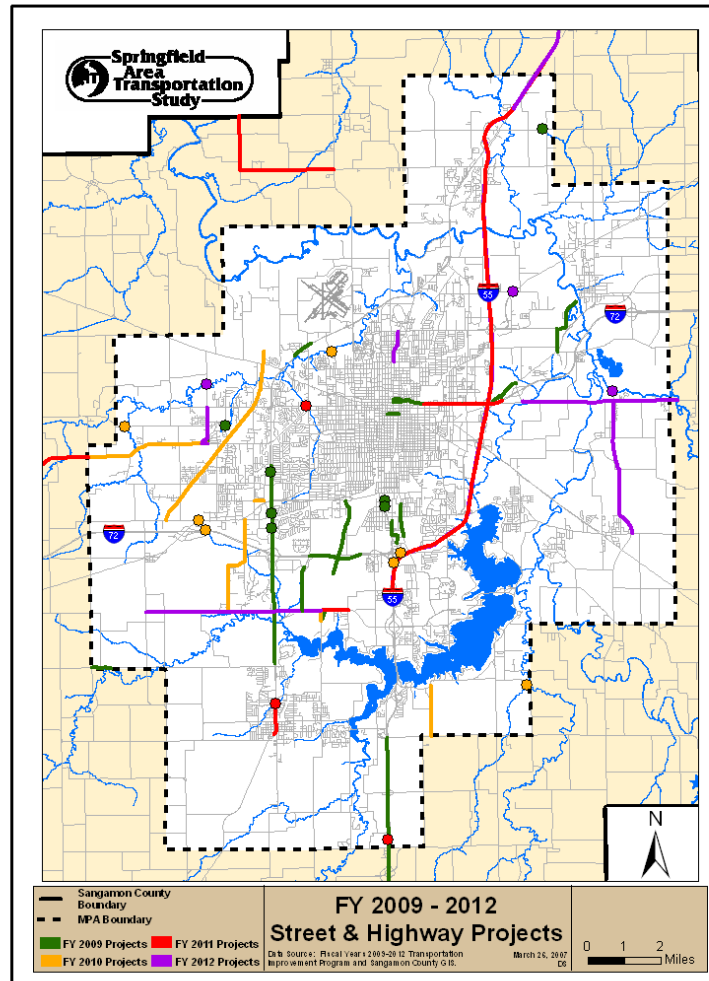 Springfield
Area
Transportation
Study
55
72
72
55
N
Sangamon County
Boundary
MPA Boundary
FY 2009 Projects
FY 2011 Projects
FY 2010 Projects
FY 2012 Projects
FY 2009 - 2012
Street & Highway Projects
Data Source: Fiscal Years 2009-2012 Transportation
Improvement Program and Sangamon County GIS.
March 26, 2007
0 1 2
Miles